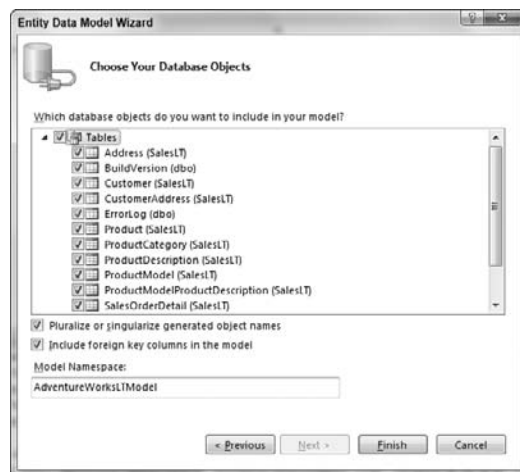 Entity Data Model Wizard
Choose Your Database Objects
Which database objects do you want to include in your model?
Tables
Address (SalesLT)
BuildVersion (dbo)
Customer (SalesLT)
CustomerAddress (SalesLT)
ErrorLog (dbo)
Product (SalesLT)
ProductCategory (SalesLT)
ProductDescription (SalesLT)
ProductModel (SalesLT)
ProductModelProductDescription (SalesLT)
SalesOrderDetail (SalesLT)
Pluralize or singularize generated object names
Include foreign key columns in the model
Model Namespace:
AdventureWorksLTModel
< Previous Next > Finish Cancel